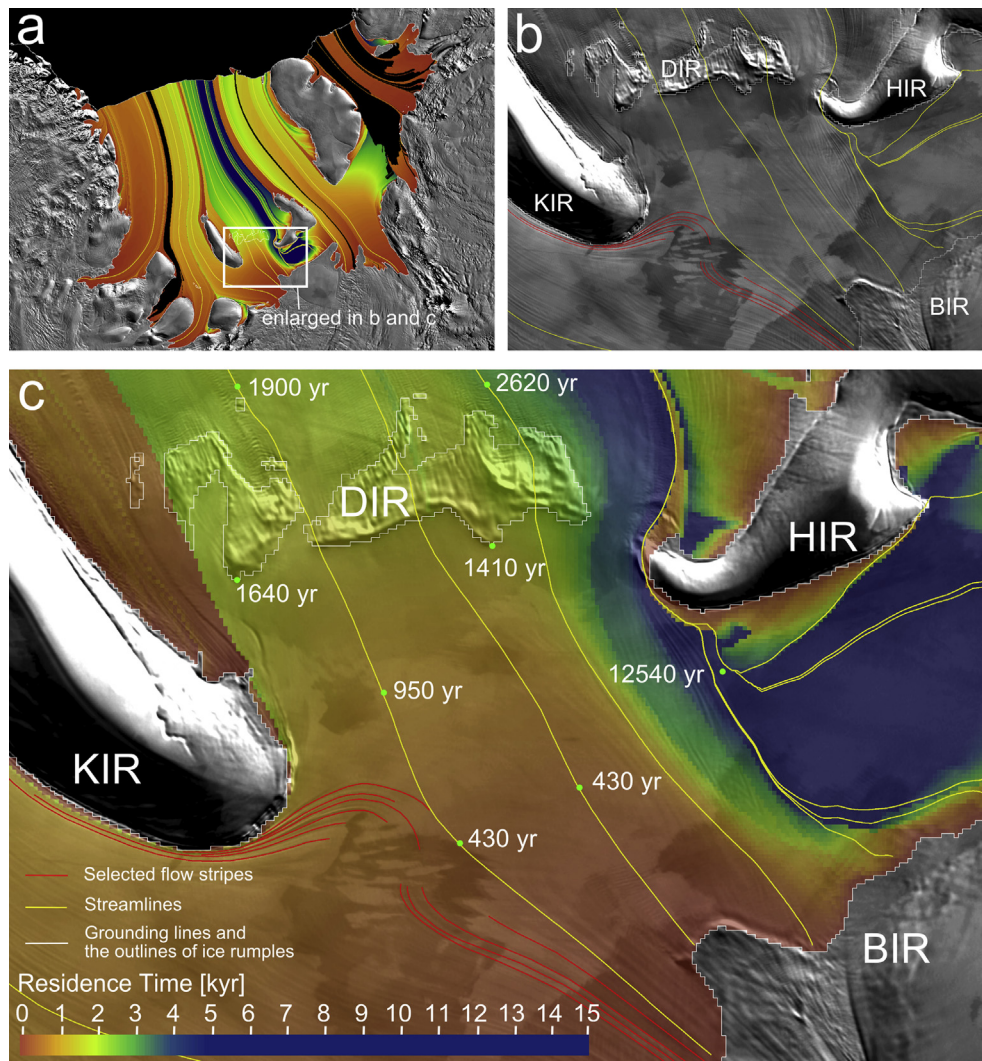 a
enlarged in b and c
b
DIR
HIR
KIR
BIR
c
1900 yr
2620 yr
DIR
HIR
1640 yr
1410 yr
950 yr
12540 yr
KIR
430 yr
430 yr
Selected flow stripes
Streamlines
Grounding lines and
the outlines of ice rumples
BIR
Residence Time [kyr]
0 1 2 3 4 5 6 7 8 9 10 11 12 13 14 15